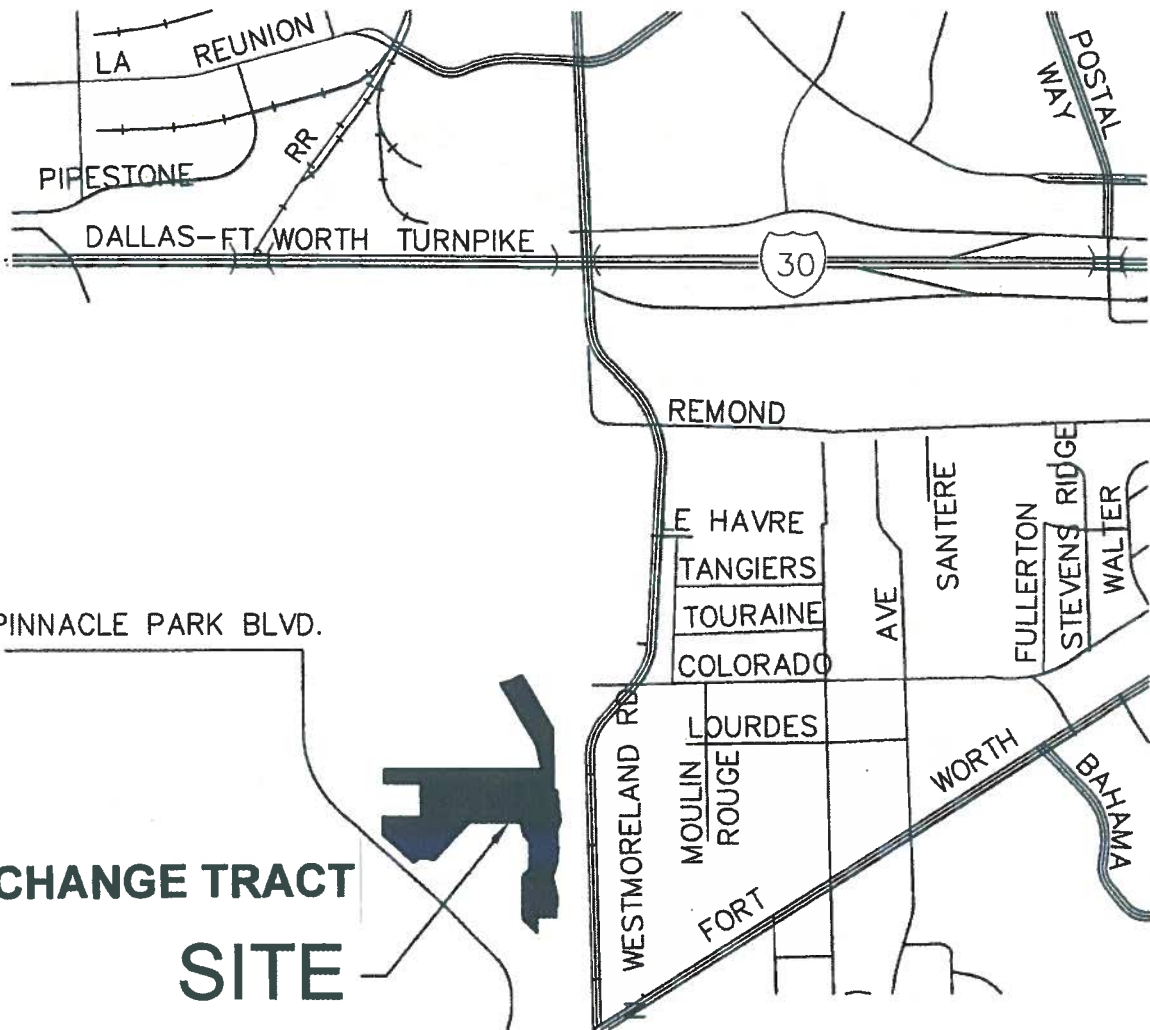 LA REUNION
POSTAL
WAY
RR
PIPESTONE
DALLAS-FT. WORTH TURNPIKE
30
REMOND
LE HAVRE
SANTERE
FULLERTON
STEVENS RIDGE
WALTER
TANGIERS
TOURAINE
AVE
COLORADO
PINNACLE PARK BLVD.
LOURDES
WESTMORELAND RD
MOULIN
ROUGE
FORT WORTH
BAHAMA
CHANGE TRACT
SITE